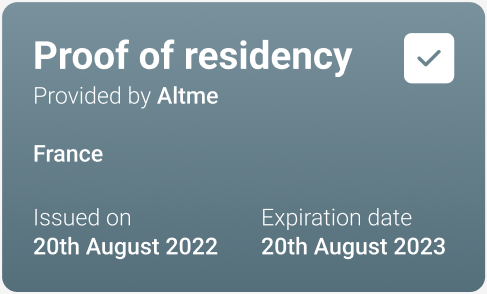 Proof of residency
Provided by Altme
France
Issued on
20th August 2022
Expiration date
20th August 2023